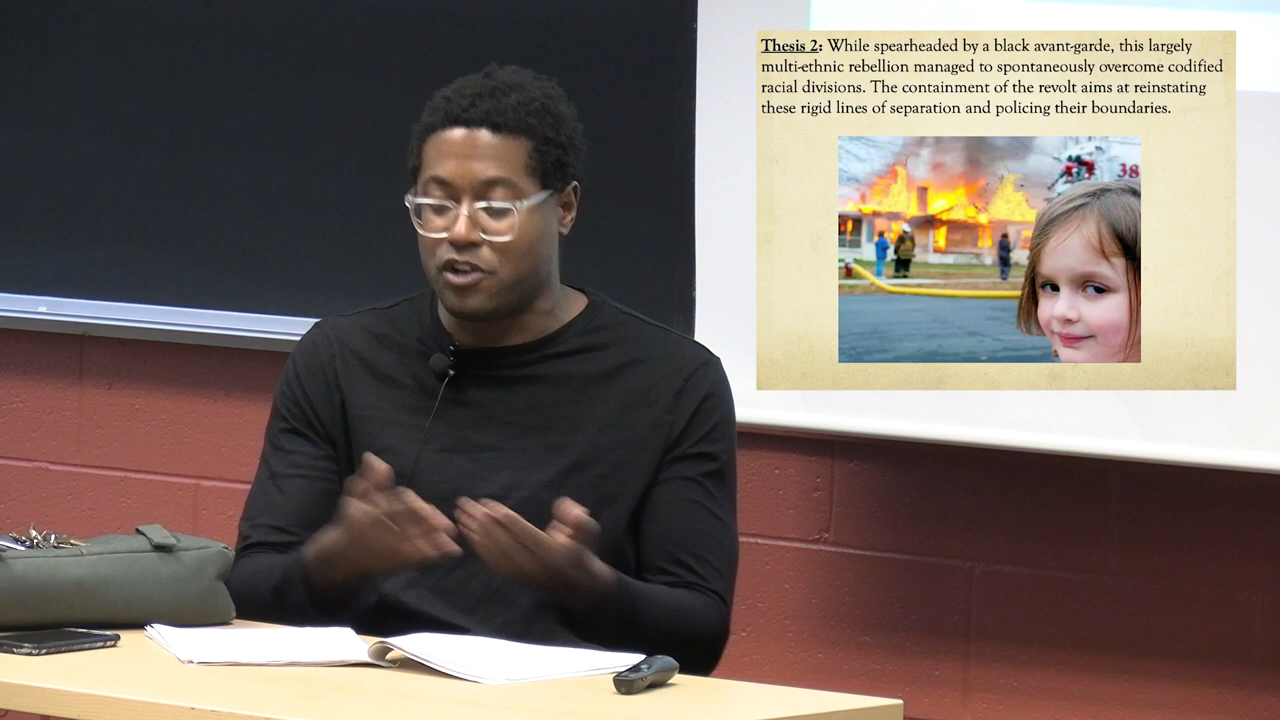 Thesis 2: While spearheaded by a black avant-garde, this largely
multi-ethnic rebellion managed to spontaneously overcome codified
racial divisions. The containment of the revolt aims at reinstating
these rigid lines of separation and policing their boundaries.
38